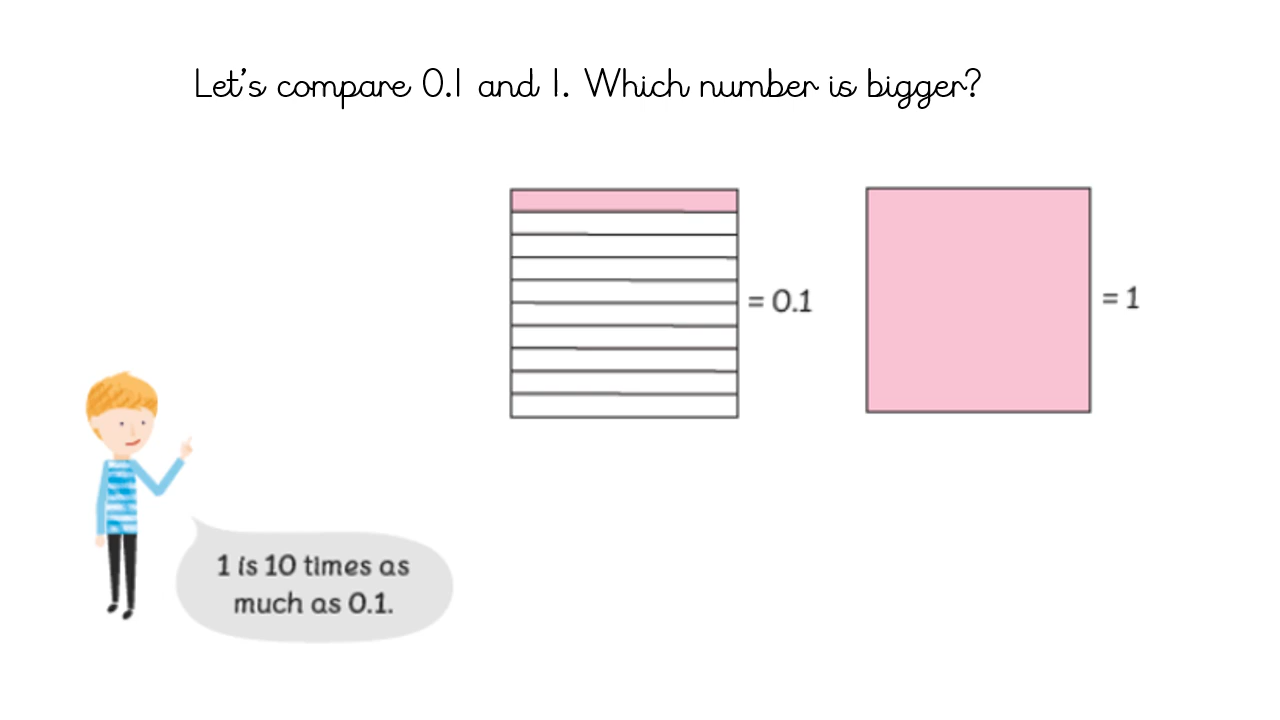 Let's compare 0.1 and 1. Which number is bigger?
= 0.1
= 1
1 is 10 times as
much as 0.1.